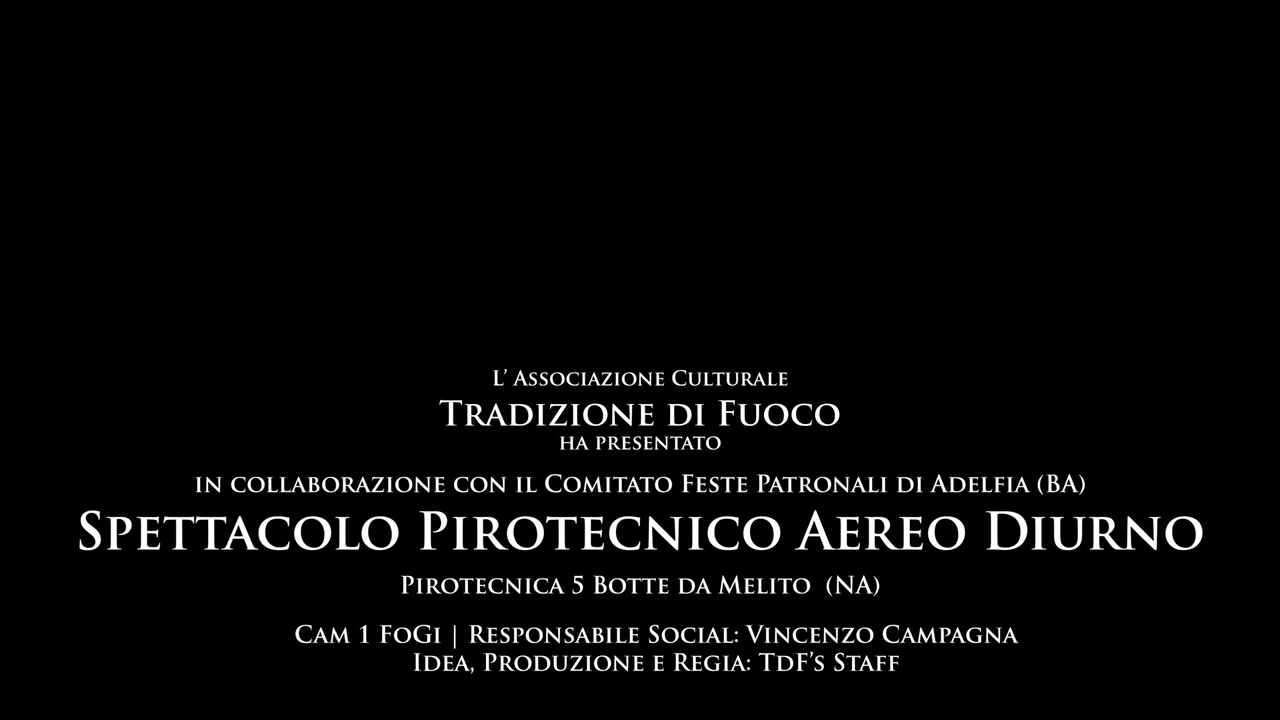 L' Associazione Culturale
Tradizione di Fuoco
ha presentato
in collaborazione con il Comitato Feste Patronali di Adelfia (BA)
Spettacolo Pirotecnico Aereo Diurno
Pirotecnica 5 Botte da Melito (NA)
Cam 1 FoGi | Responsabile Social: Vincenzo Campagna
Idea, Produzione e Regia: TdF's Staff